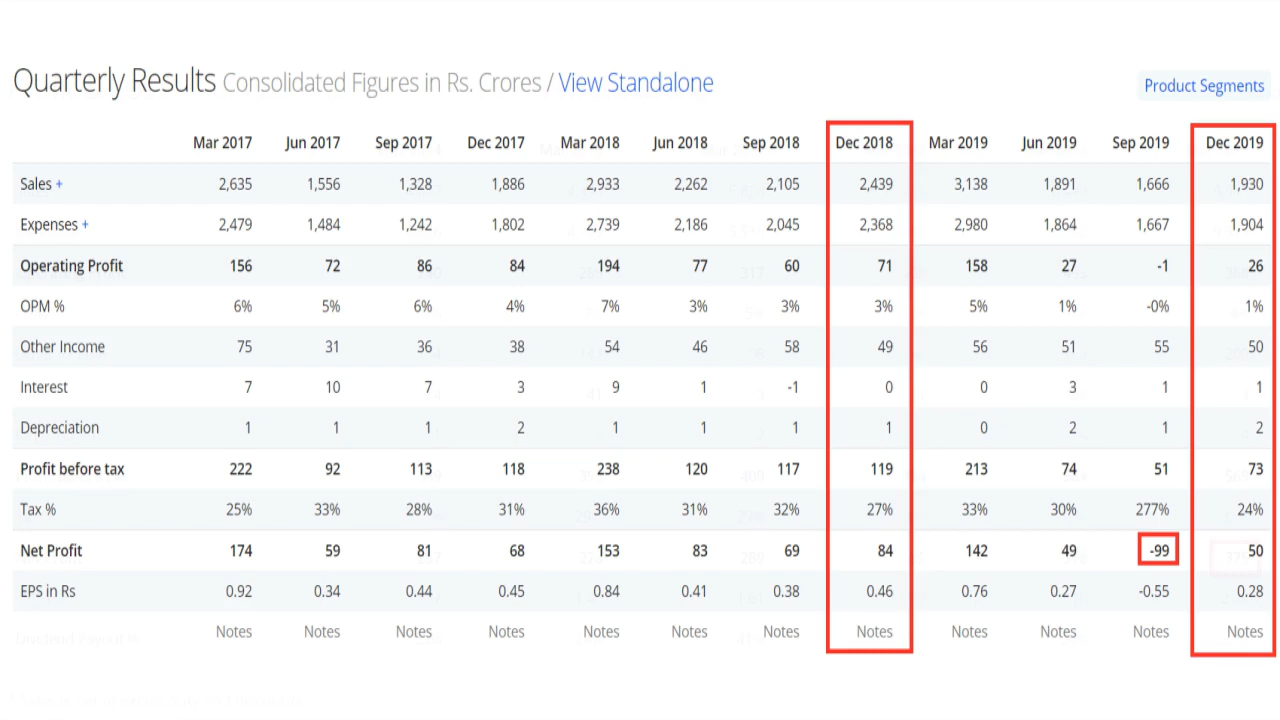 Quarterly Results Consolidated Figures in Rs. Crores / View Standalone
Product Segments
Mar 2017 Jun 2017 Sep 2017 Dec 2017 Mar 2018 Jun 2018 Sep 2018 Dec 2018 Mar 2019 Jun 2019 Sep 2019 Dec 2019
Sales + 2,635 1,556 1,328 1,886 2,933 2,262 2,105 2,439 3,138 1,891 1,666 1,930
Expenses + 2,479 1,484 1,242 1,802 2,739 2,186 2,045 2,368 2,980 1,864 1,667 1,904
Operating Profit 156 72 86 84 194 77 60 71 158 27 -1 26
OPM % 6% 5% 6% 4% 7% 3% 3% 3% 5% 1% -0% 1%
Other Income 75 31 36 38 54 46 58 49 56 51 55 50
Interest 7 10 7 3 9 1 -1 0 0 3 1 1
Depreciation 1 1 1 2 1 1 1 1 0 2 1 2
Profit before tax 222 92 113 118 238 120 117 119 213 74 51 73
Tax % 25% 33% 28% 31% 36% 31% 32% 27% 33% 30% 277% 24%
Net Profit 174 59 81 68 153 83 69 84 142 49 -99 50
EPS in Rs 0.92 0.34 0.44 0.45 0.84 0.41 0.38 0.46 0.76 0.27 -0.55 0.28
Notes Notes Notes Notes Notes Notes Notes Notes Notes Notes Notes Notes